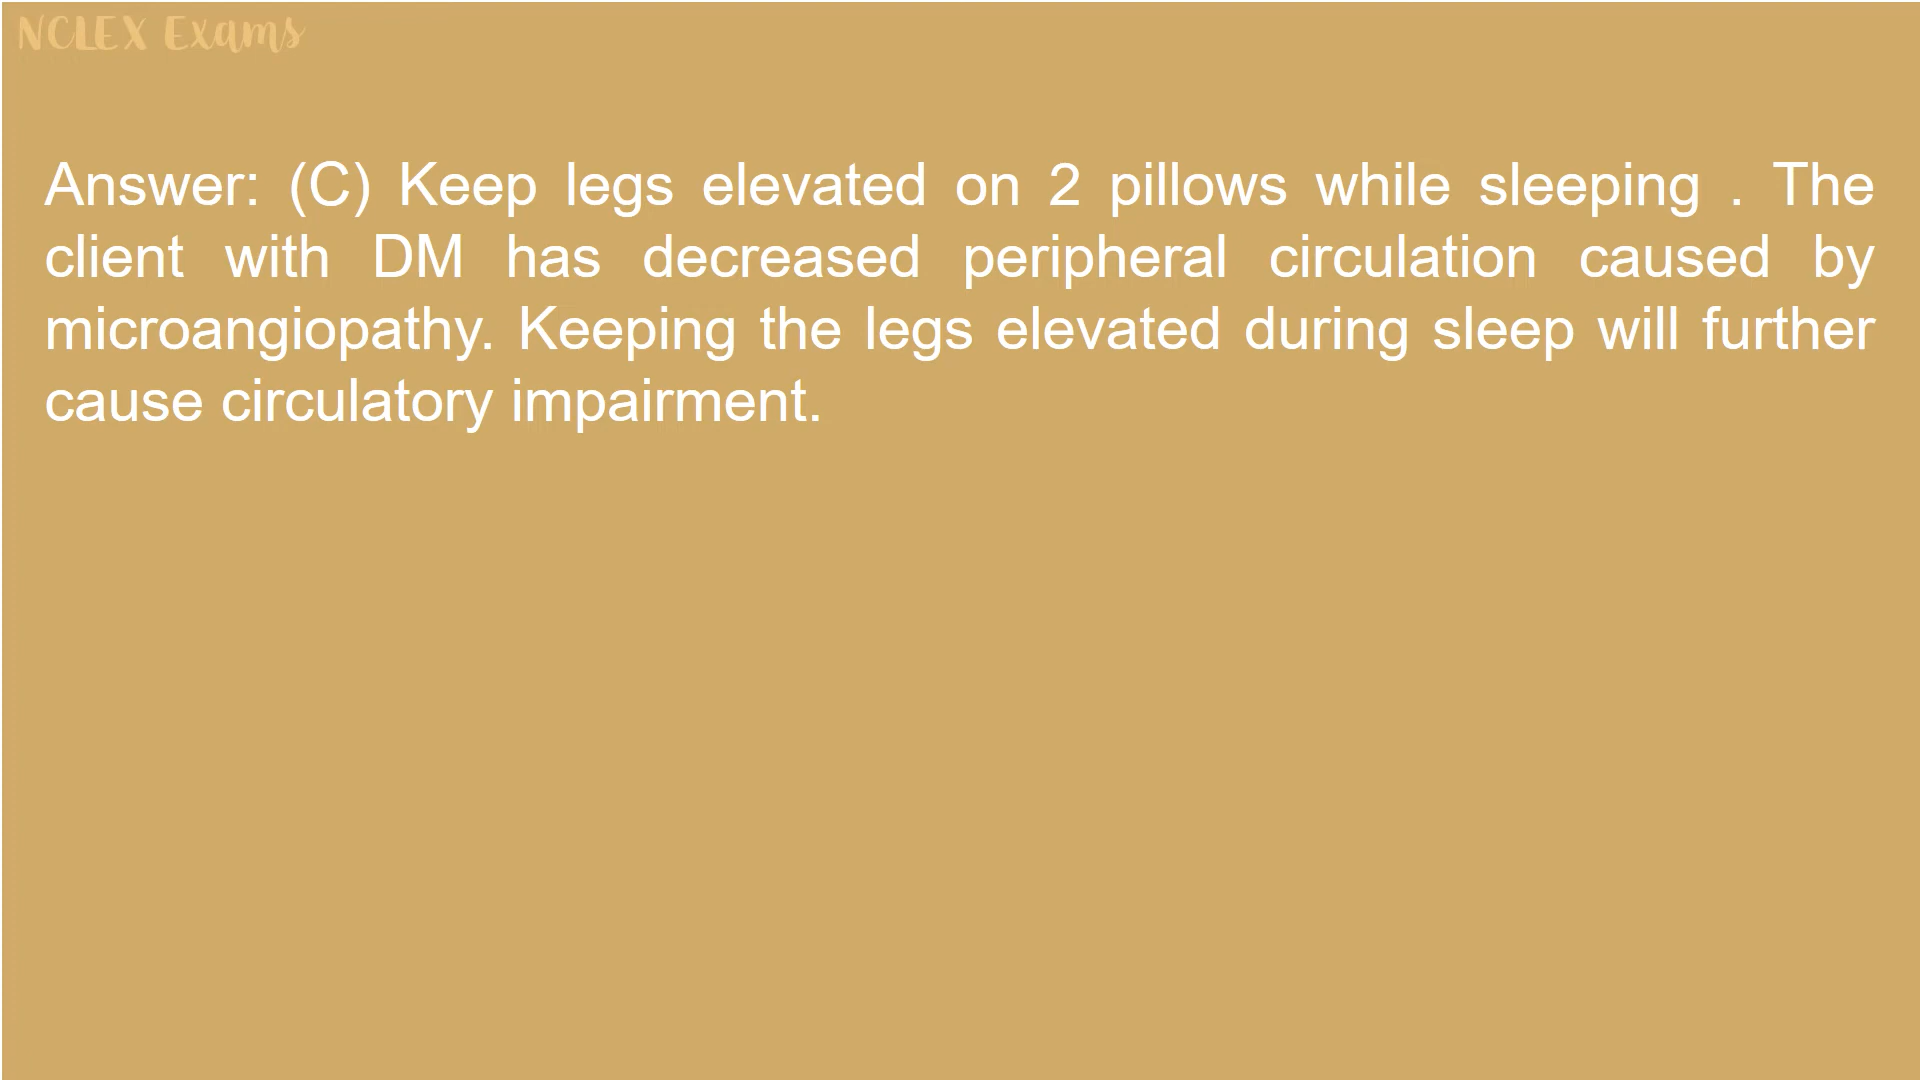 NCLEX Exams
Answer: (C) Keep legs elevated on 2 pillows while sleeping . The
client with DM has decreased peripheral circulation caused by
microangiopathy. Keeping the legs elevated during sleep will further
cause circulatory impairment.